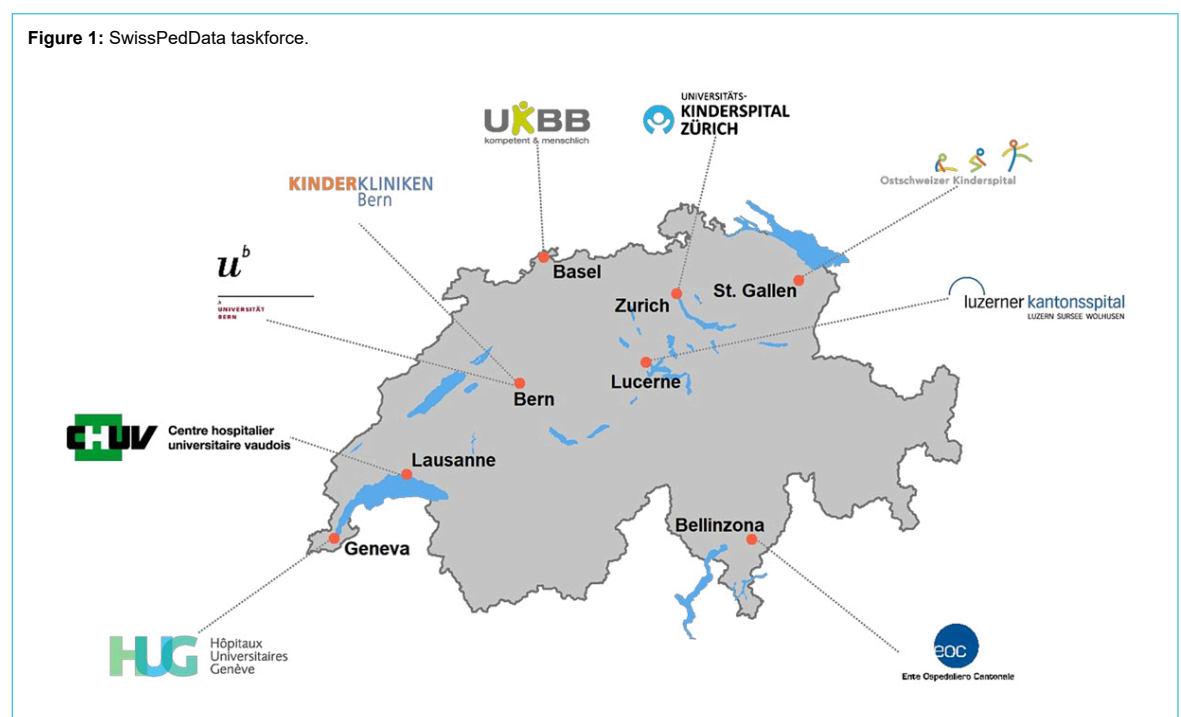 Figure 1: SwissPedData taskforce.
UKBB
kompetent & menschlich
UNIVERSITÄTS-
KINDERSPITAL
ZÜRICH
Ostschweizer Kinderspital
KINDERKLINIKEN
Bern
u^b
b
UNIVERSITÄT
BERN
Basel
Zurich
St. Gallen
luzerner kantonsspital
LUZERN SURSEE WOLHUSEN
Lucerne
Bern
CHUV
Centre hospitalier
universitaire vaudois
Lausanne
Geneva
Bellinzona
HUG
Hôpitaux
Universitaires
Genève
eoc
Ente Ospedaliero Cantonale